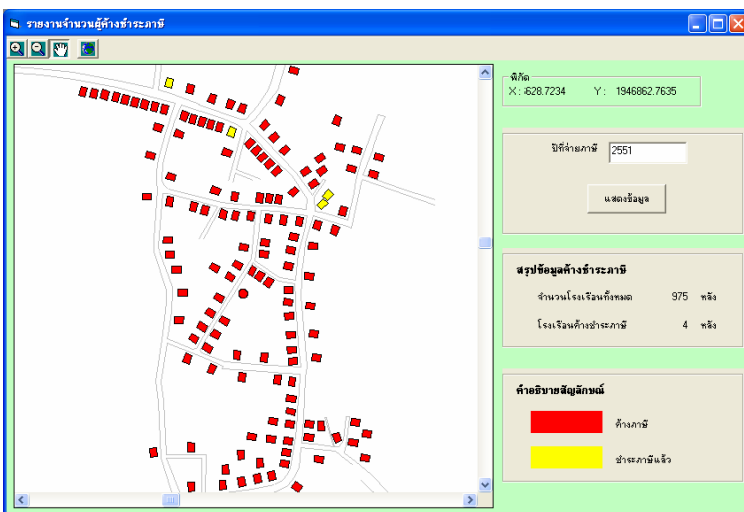 รายงานจำนวนผู้ค้างชำระภาษี
พิกัด
X: 628.7234 Y: 1946862.7635
ปีที่จ่ายภาษี 2551
แสดงข้อมูล
สรุปข้อมูลค้างชำระภาษี
จำนวนโรงเรือนทั้งหมด 975 หลัง
โรงเรือนค้างชำระภาษี 4 หลัง
คำอธิบายสัญลักษณ์
ค้างภาษี
ชำระภาษีแล้ว